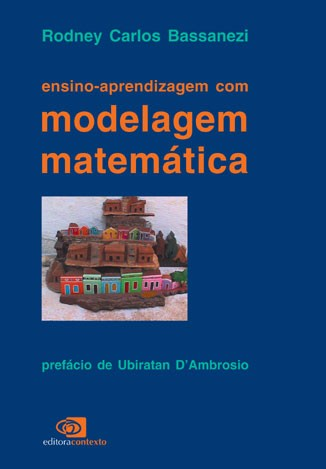 Rodney Carlos Bassanezi
ensino-aprendizagem com
modelagem
matemática
prefácio de Ubiratan D'Ambrosio
editoracontexto